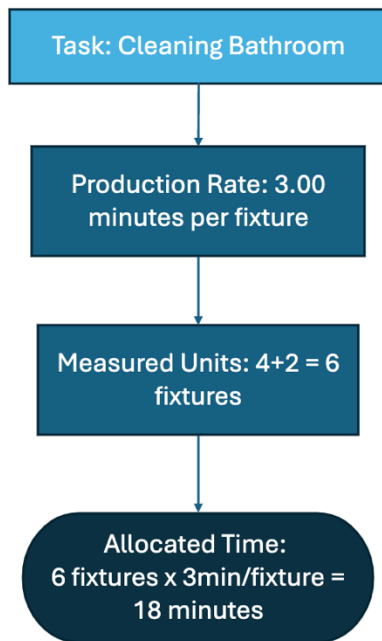 Task: Cleaning Bathroom
Production Rate: 3.00
minutes per fixture
Measured Units: 4+2 = 6
fixtures
Allocated Time:
6 fixtures x 3min/fixture =
18 minutes